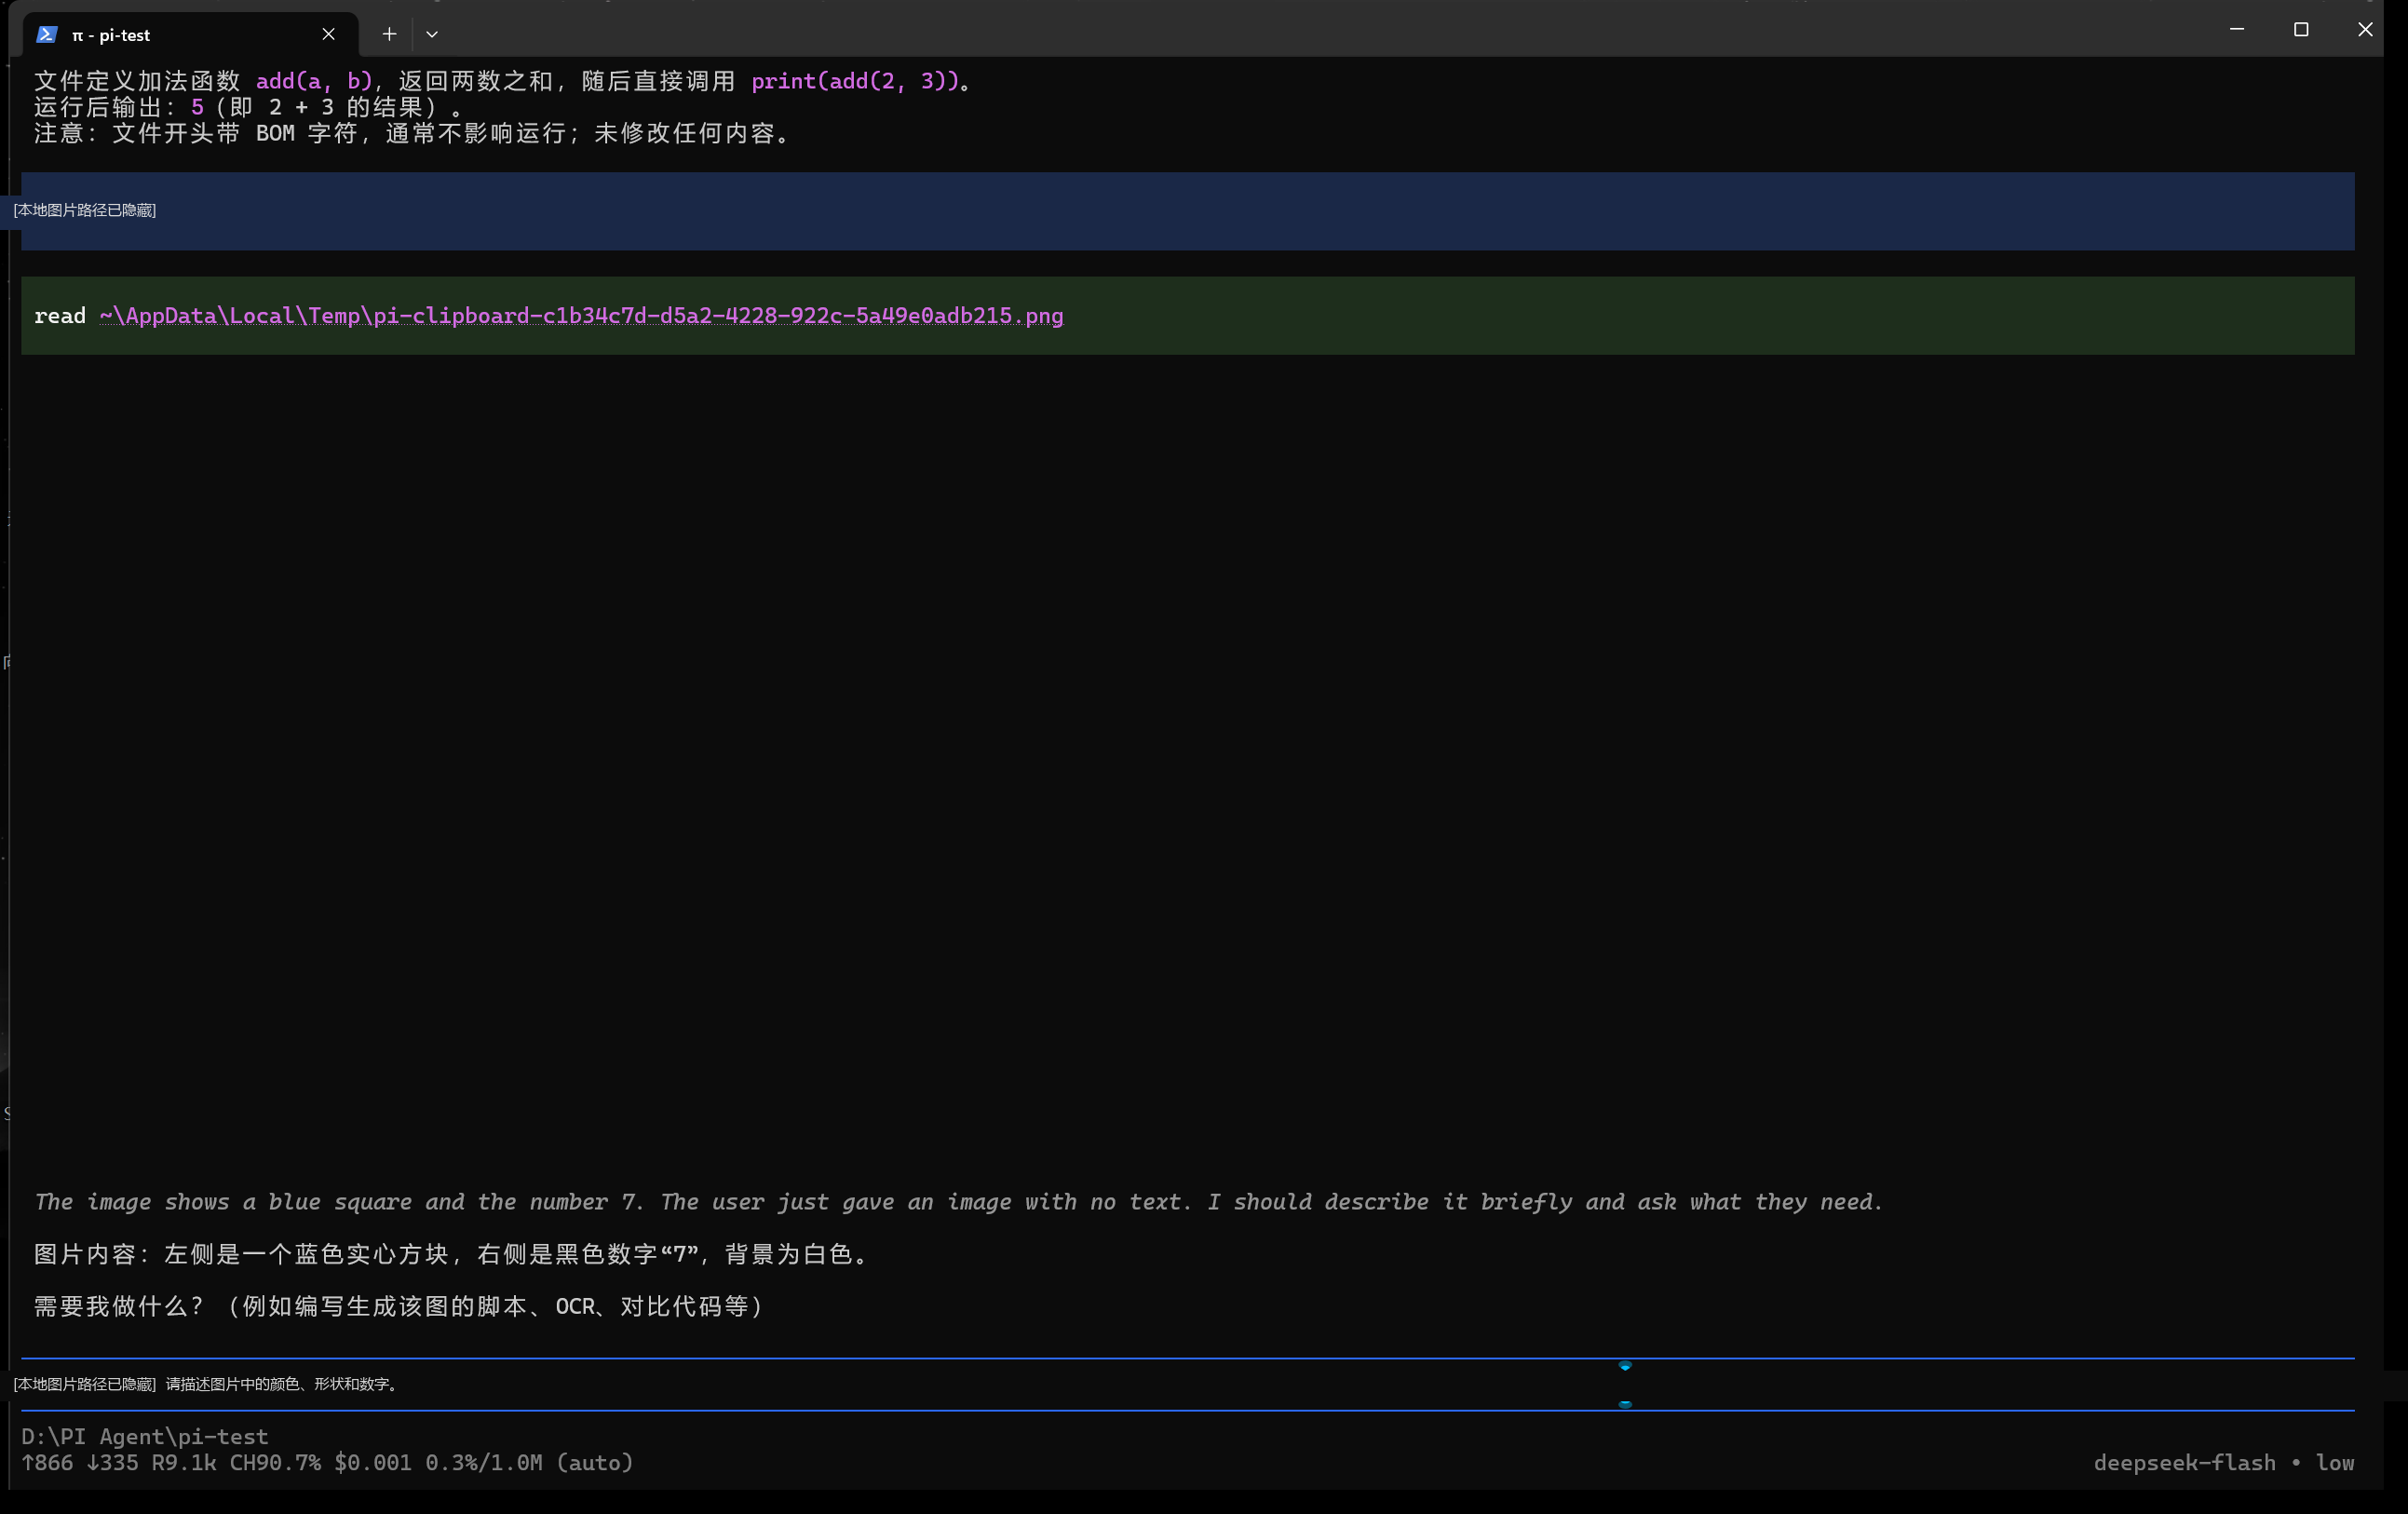 π - pi-test
文件定义加法函数 add(a, b)，返回两数之和，随后直接调用 print(add(2, 3))。
运行后输出：5（即 2 + 3 的结果）。
注意：文件开头带 BOM 字符，通常不影响运行；未修改任何内容。
[本地图片路径已隐藏]
read ~\AppData\Local\Temp\pi-clipboard-c1b34c7d-d5a2-4228-922c-5a49e0adb215.png
The image shows a blue square and the number 7. The user just gave an image with no text. I should describe it briefly and ask what they need.
图片内容：左侧是一个蓝色实心方块，右侧是黑色数字“7”，背景为白色。
需要我做什么？（例如编写生成该图的脚本、OCR、对比代码等）
[本地图片路径已隐藏] 请描述图片中的颜色、形状和数字。
D:\PI Agent\pi-test
↑866 ↓335 R9.1k CH90.7% $0.001 0.3%/1.0M (auto)
deepseek-flash • low